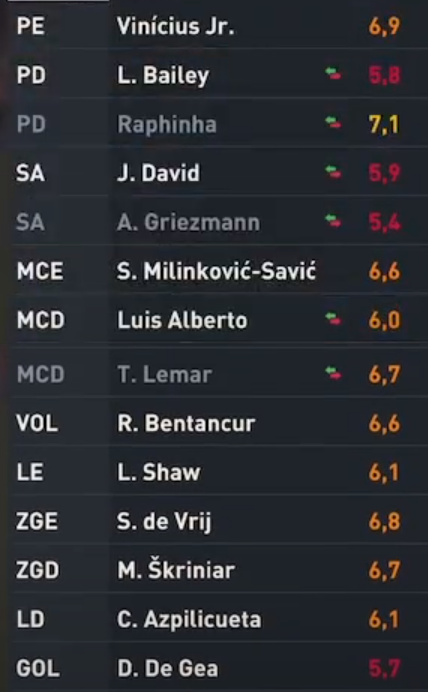 PE Vinícius Jr. 6,9
PD L. Bailey 5,8
PD Raphinha 7,1
SA J. David 5,9
SA A. Griezmann 5,4
MCE S. Milinković-Savić 6,6
MCD Luis Alberto 6,0
MCD T. Lemar 6,7
VOL R. Bentancur 6,6
LE L. Shaw 6,1
ZGE S. de Vrij 6,8
ZGD M. Škriniar 6,7
LD C. Azpilicueta 6,1
GOL D. De Gea 5,7